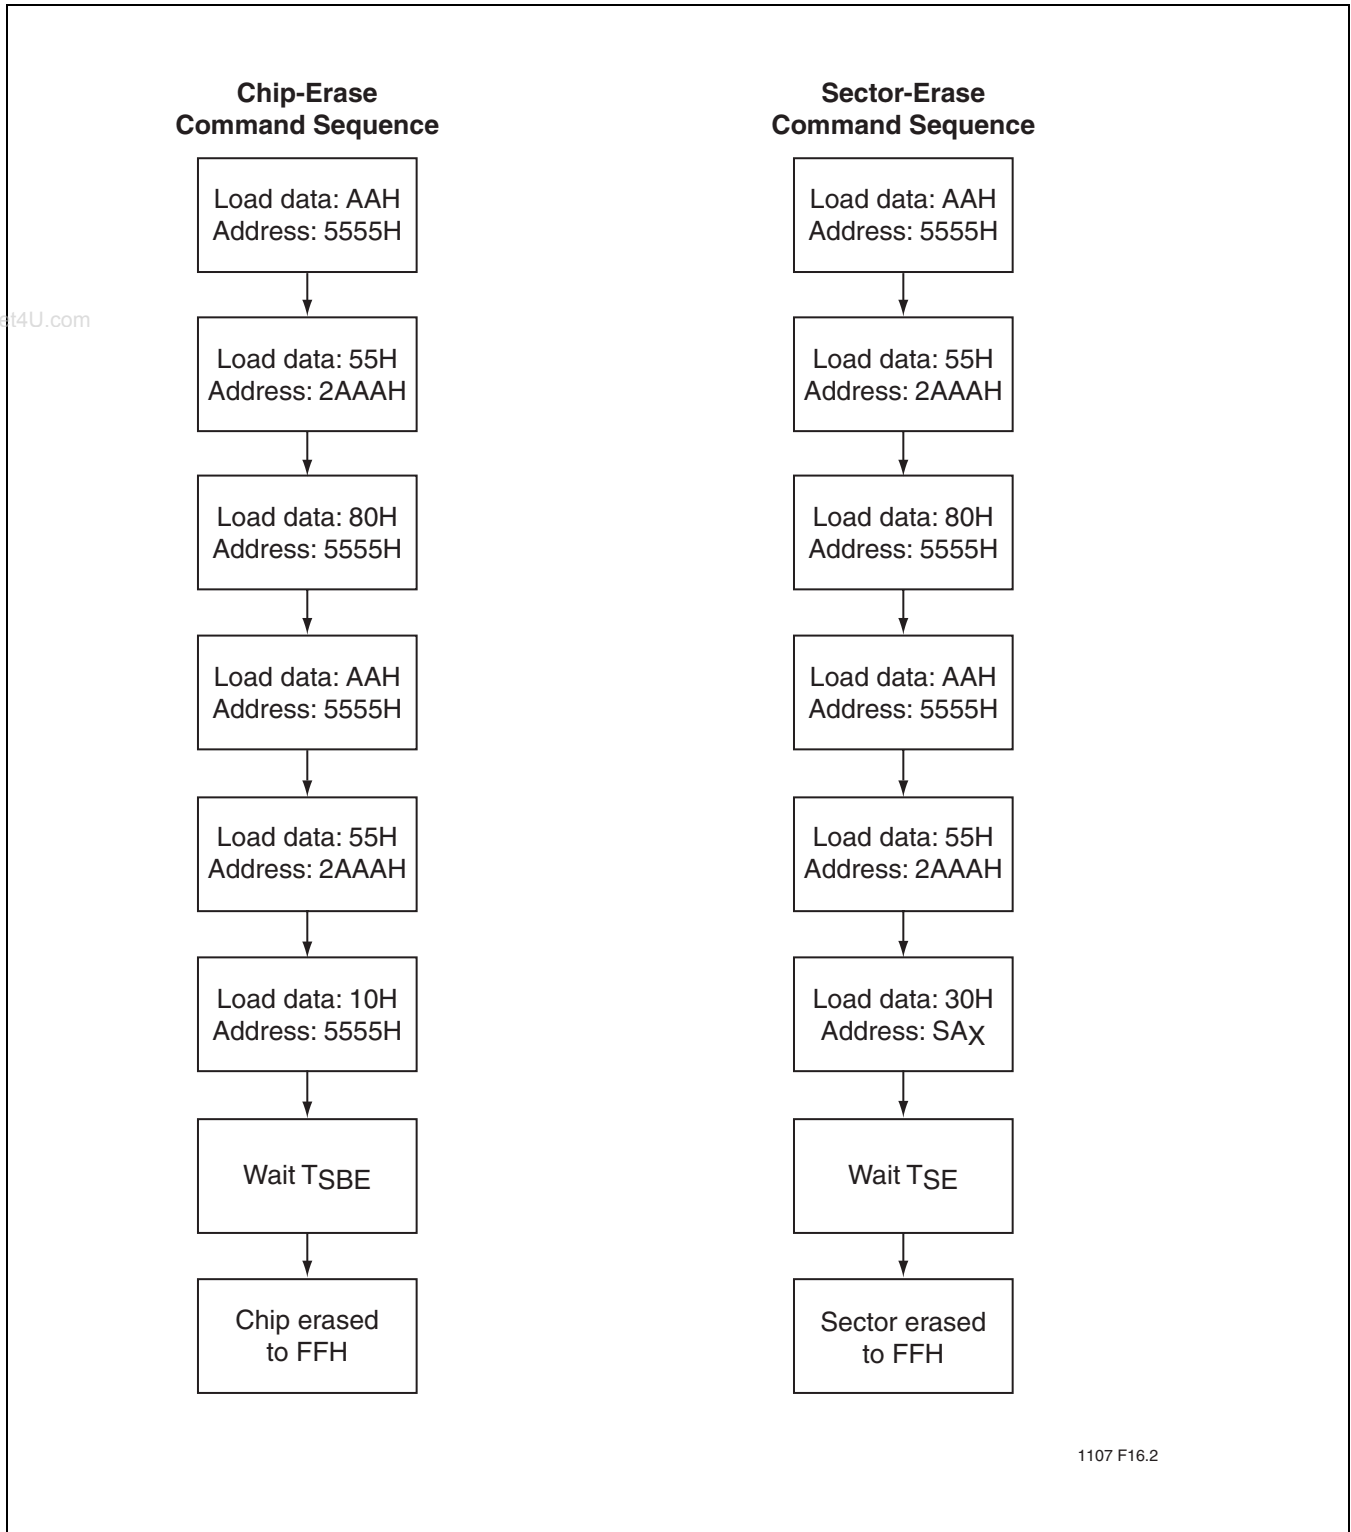 Chip-Erase
Command Sequence
Load data: AAH
Address: 5555H
Load data: 55H
Address: 2AAAH
Load data: 80H
Address: 5555H
Load data: AAH
Address: 5555H
Load data: 55H
Address: 2AAAH
Load data: 10H
Address: 5555H
Wait TSBE
Chip erased
to FFH
Sector-Erase
Command Sequence
Load data: AAH
Address: 5555H
Load data: 55H
Address: 2AAAH
Load data: 80H
Address: 5555H
Load data: AAH
Address: 5555H
Load data: 55H
Address: 2AAAH
Load data: 30H
Address: SAX
Wait TSE
Sector erased
to FFH
et4U.com
1107 F16.2